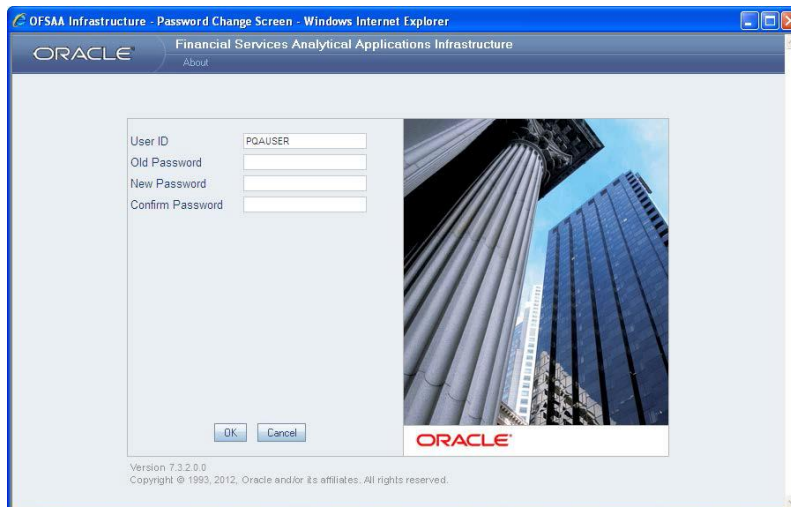 OFSAA Infrastructure - Password Change Screen - Windows Internet Explorer
ORACLE
Financial Services Analytical Applications Infrastructure
About
User ID PQAUSER
Old Password
New Password
Confirm Password
OK Cancel
ORACLE
Version 7.3.2.0.0
Copyright © 1993, 2012, Oracle and/or its affiliates. All rights reserved.